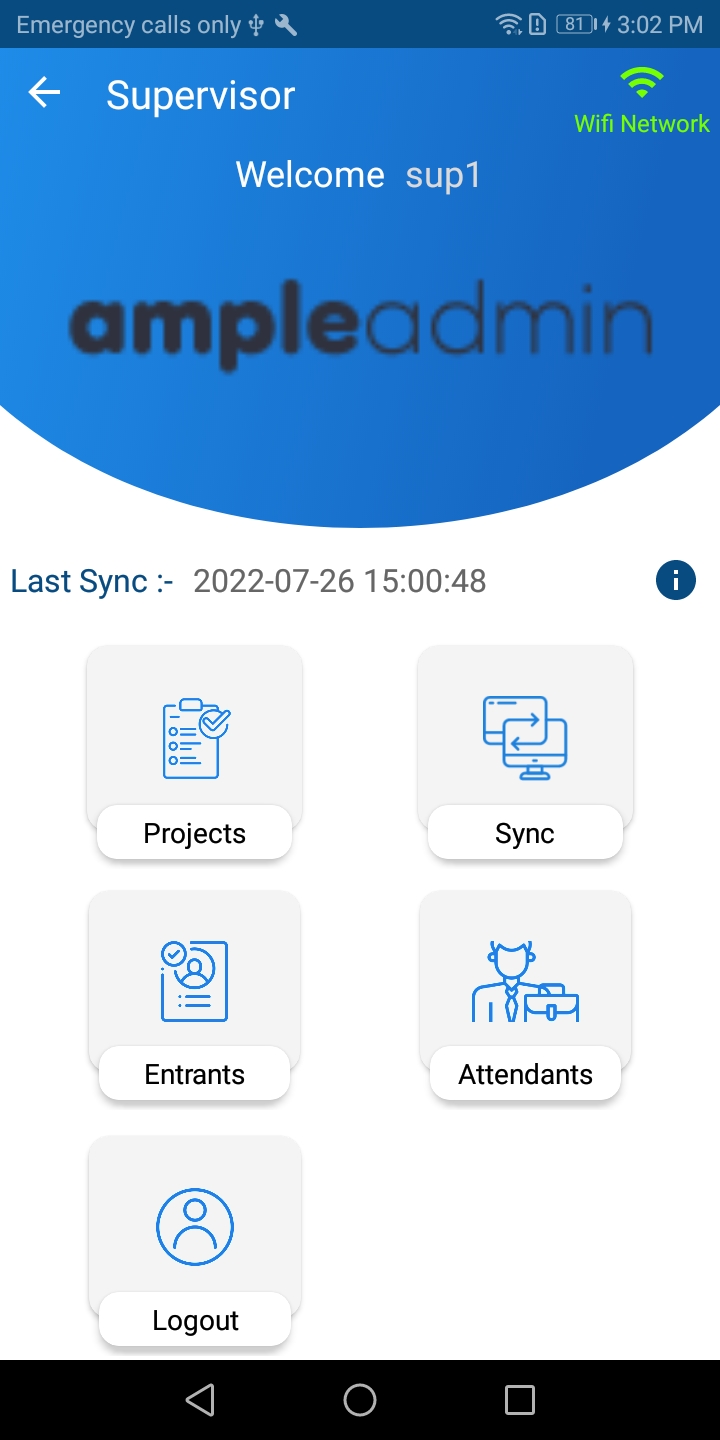 Emergency calls only 81 3:02 PM
Supervisor
Wifi Network
Welcome sup1
ampleadmin
Last Sync :- 2022-07-26 15:00:48
Projects
Sync
Entrants
Attendants
Logout